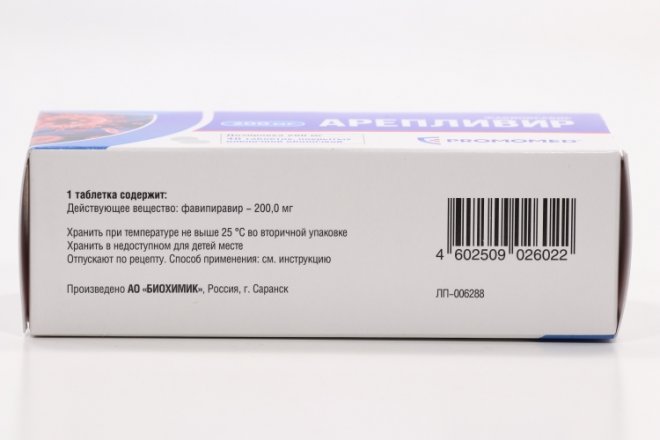 200 мг
АРЕПЛИВИР
PROMOMED
1 таблетка содержит:
Действующее вещество: фавипиравир – 200,0 мг
Хранить при температуре не выше 25 °C во вторичной упаковке
Хранить в недоступном для детей месте
Отпускают по рецепту. Способ применения: см. инструкцию
Произведено АО «БИОХИМИК», Россия, г. Саранск
4 602509 026022
ЛП-006288